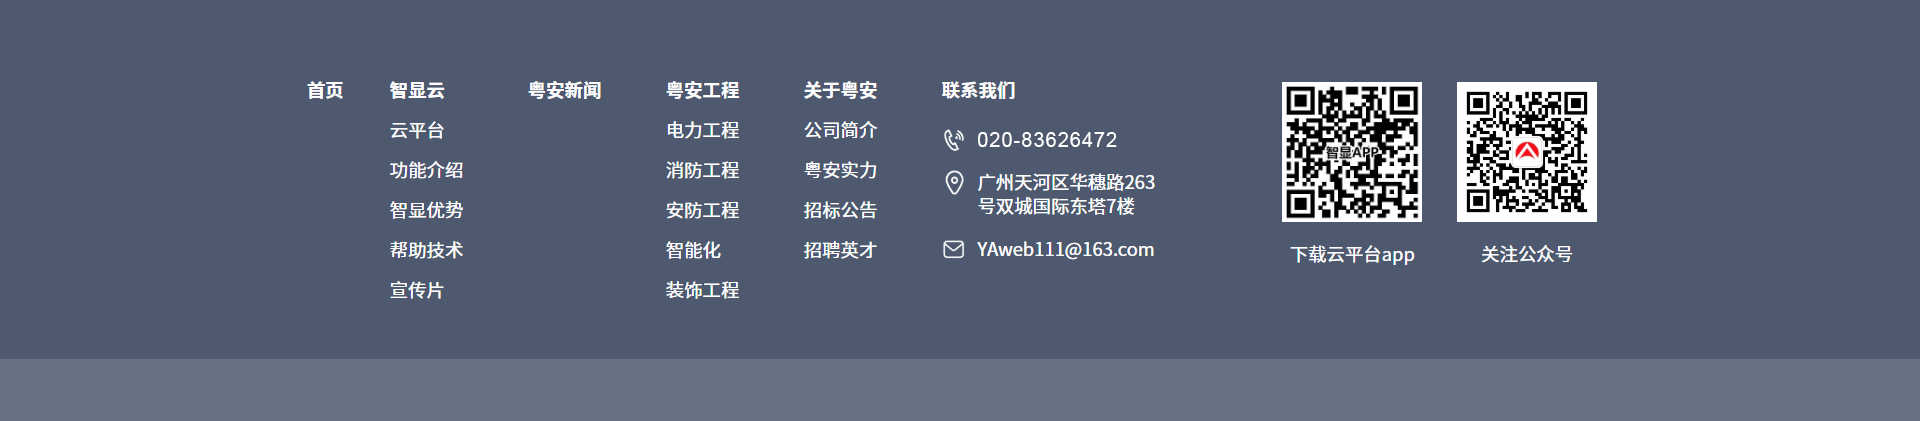 首页
智显云
云平台
功能介绍
智显优势
帮助技术
宣传片
粤安新闻
粤安工程
电力工程
消防工程
安防工程
智能化
装饰工程
关于粤安
公司简介
粤安实力
招标公告
招聘英才
联系我们
020-83626472
广州天河区华穗路263
号双城国际东塔7楼
YAweb111@163.com
智显APP
下载云平台app
关注公众号